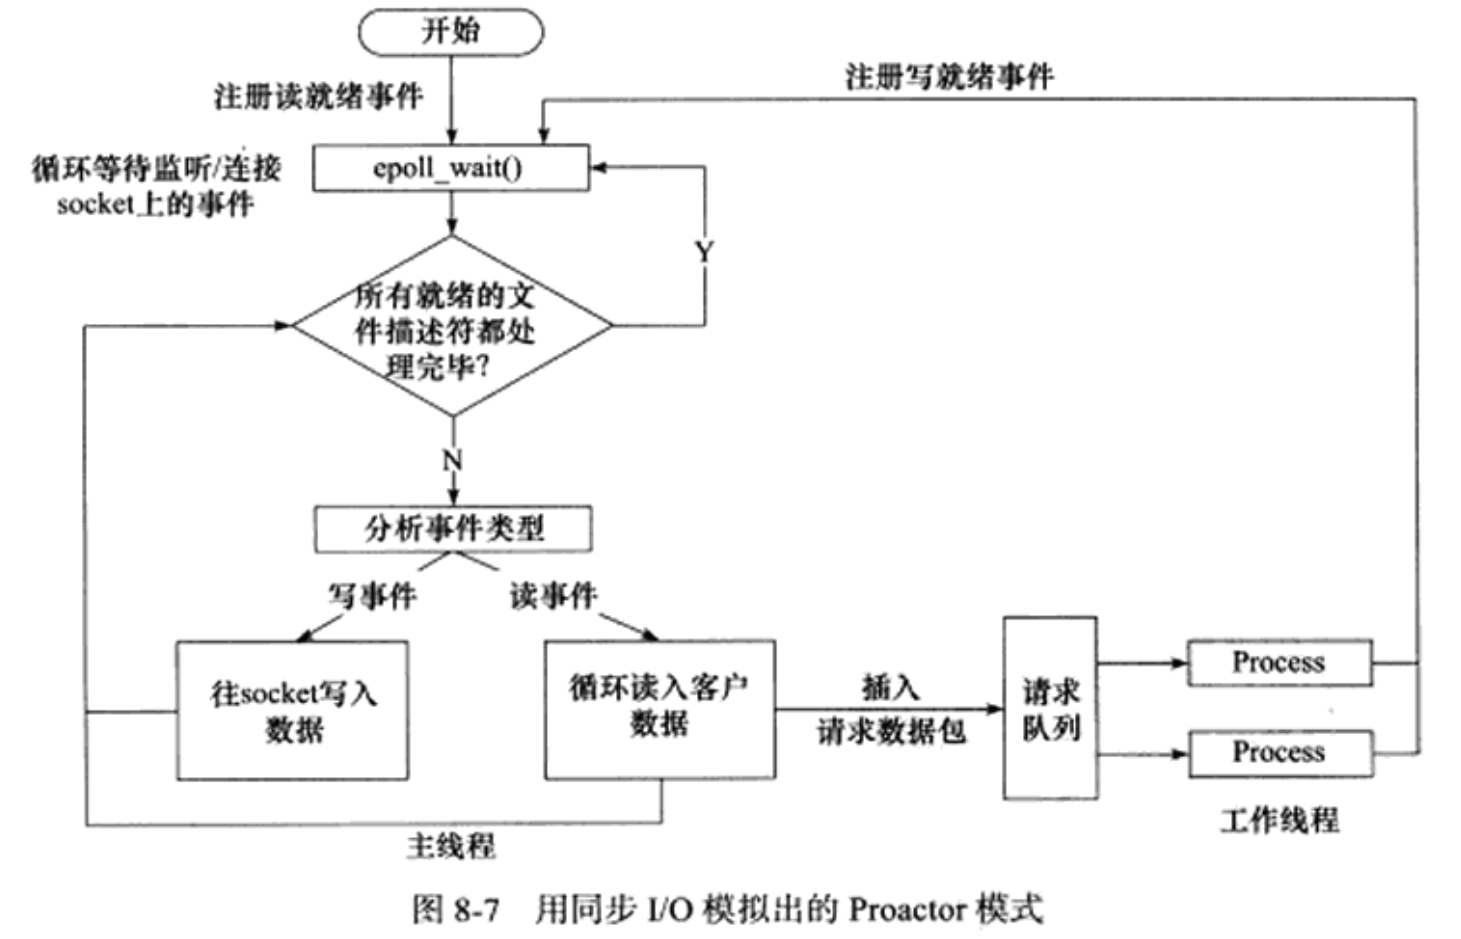 开始
注册读就绪事件
注册写就绪事件
循环等待监听/连接
socket上的事件
epoll_wait()
Y
所有就绪的文
件描述符都处
理完毕?
N
分析事件类型
写事件
读事件
往socket写入
数据
循环读入客户
数据
插入
请求数据包
请求
队列
Process
Process
工作线程
主线程
图 8-7 用同步 I/O 模拟出的 Proactor 模式